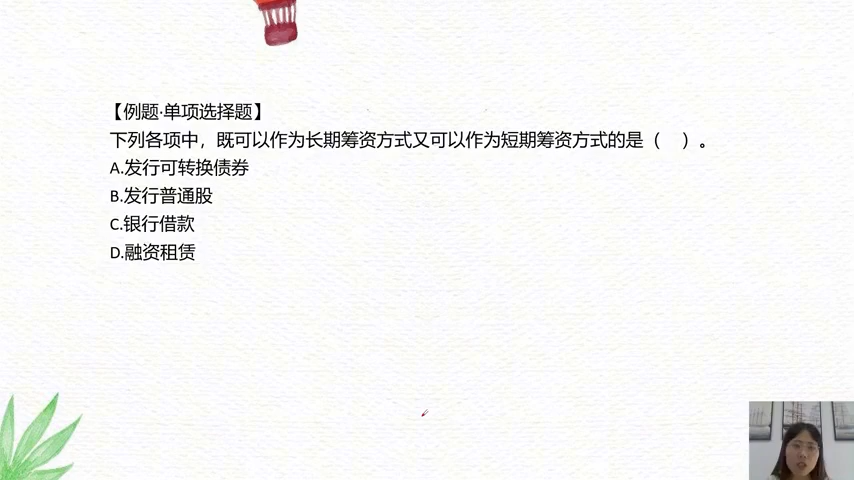 【例题·单项选择题】
下列各项中，既可以作为长期筹资方式又可以作为短期筹资方式的是（　）。
A.发行可转换债券
B.发行普通股
C.银行借款
D.融资租赁